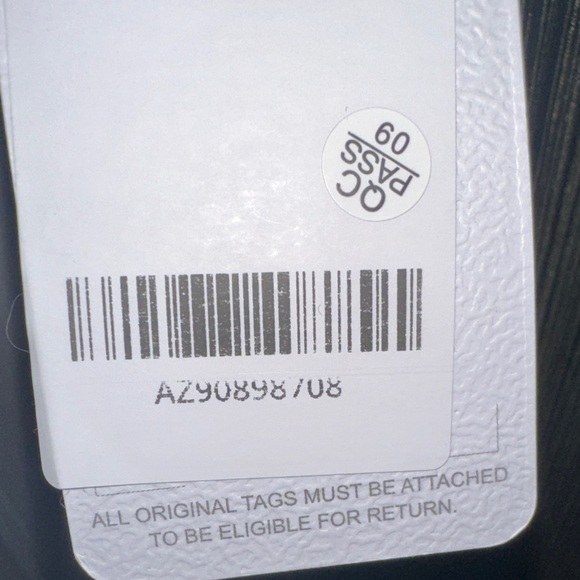 QC
PASS
09
AZ90898708
ALL ORIGINAL TAGS MUST BE ATTACHED
TO BE ELIGIBLE FOR RETURN.